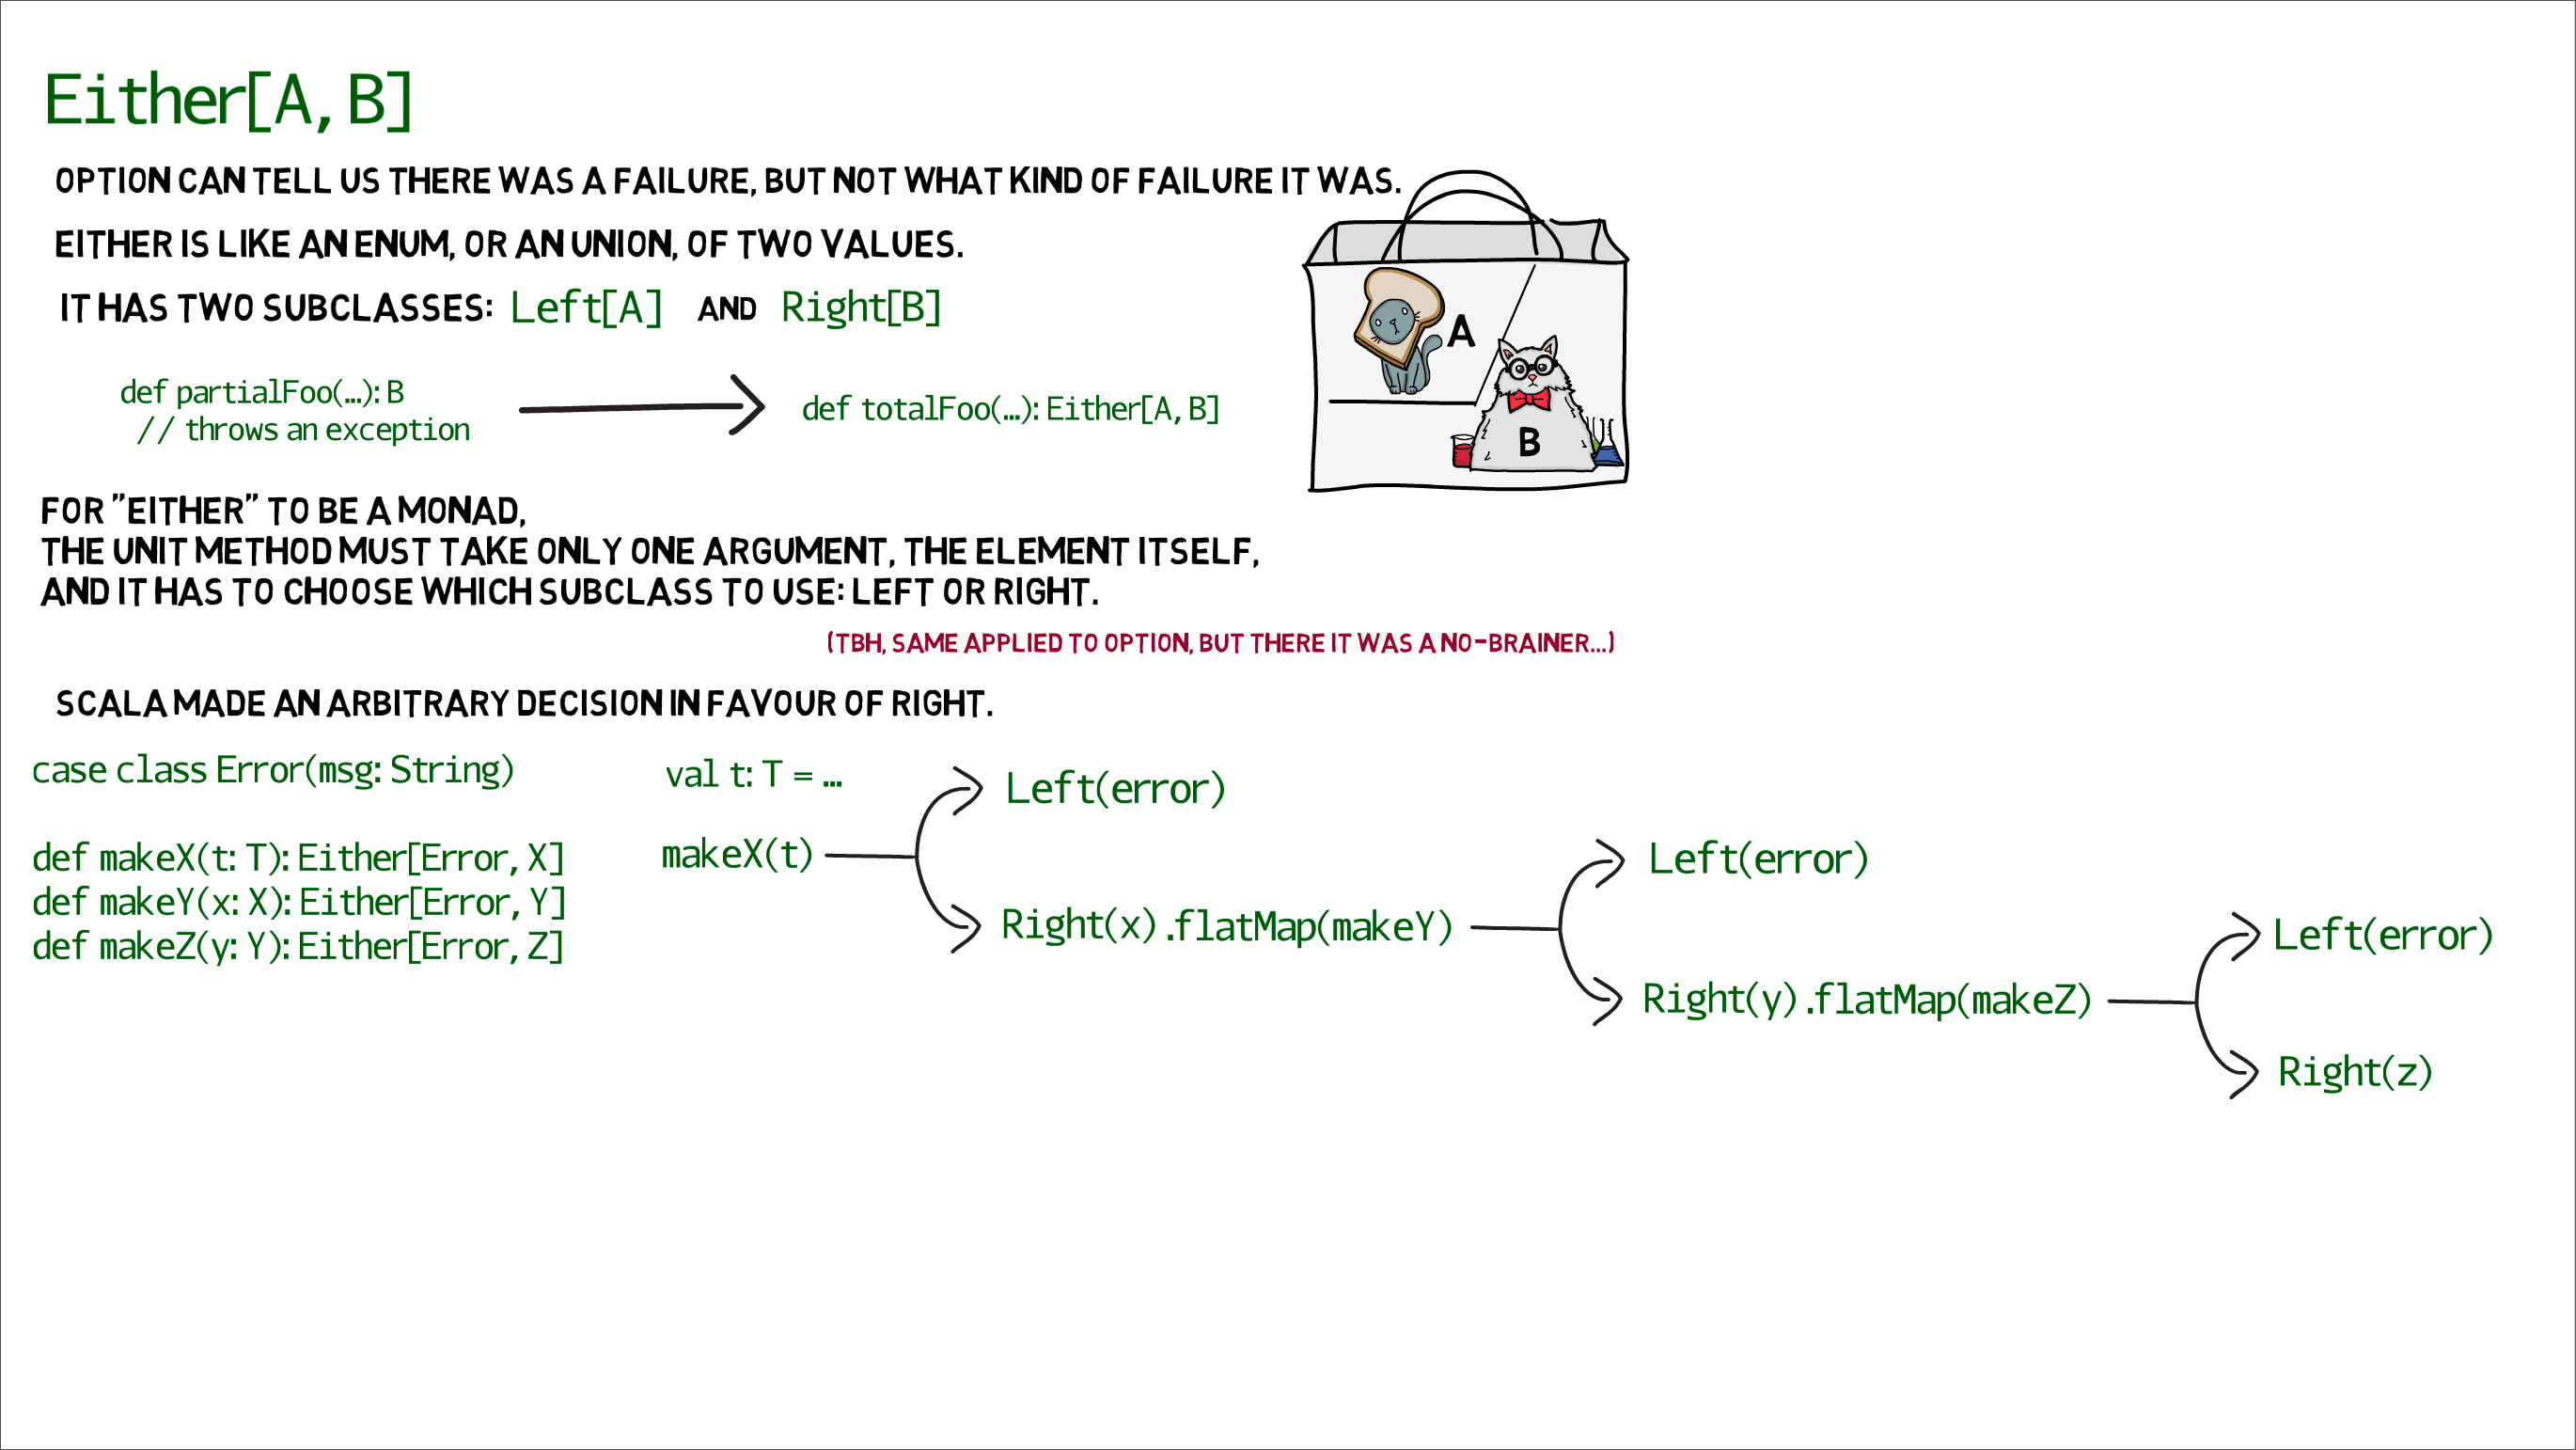 Either[A, B]
OPTION CAN TELL US THERE WAS A FAILURE, BUT NOT WHAT KIND OF FAILURE IT WAS.
EITHER IS LIKE AN ENUM, OR AN UNION, OF TWO VALUES.
IT HAS TWO SUBCLASSES: Left[A] AND Right[B]
A
B
def partialFoo(…): B
// throws an exception
def totalFoo(…): Either[A, B]
FOR "EITHER" TO BE A MONAD,
THE UNIT METHOD MUST TAKE ONLY ONE ARGUMENT, THE ELEMENT ITSELF,
AND IT HAS TO CHOOSE WHICH SUBCLASS TO USE: LEFT OR RIGHT.
(TBH, SAME APPLIED TO OPTION, BUT THERE IT WAS A NO-BRAINER...)
SCALA MADE AN ARBITRARY DECISION IN FAVOUR OF RIGHT.
case class Error(msg: String)
def makeX(t: T): Either[Error, X]
def makeY(x: X): Either[Error, Y]
def makeZ(y: Y): Either[Error, Z]
val t: T = …
makeX(t)
Left(error)
Right(x).flatMap(makeY)
Left(error)
Right(y).flatMap(makeZ)
Left(error)
Right(z)